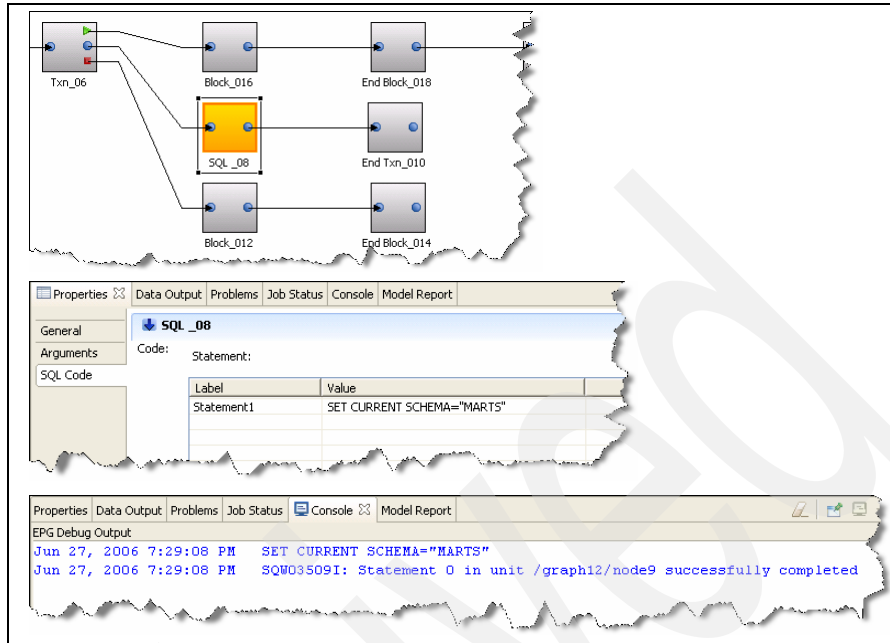 Txn_06
Block_016
End Block_018
SQL _08
End Txn_010
Block_012
End Block_014
Properties Data Output Problems Job Status Console Model Report
General
Arguments
SQL Code
SQL _08
Code:
Statement:
Label Value
Statement1 SET CURRENT SCHEMA="MARTS"
Properties Data Output Problems Job Status Console Model Report
EPG Debug Output
Jun 27, 2006 7:29:08 PM SET CURRENT SCHEMA="MARTS"
Jun 27, 2006 7:29:08 PM SQW03509I: Statement 0 in unit /graph12/node9 successfully completed